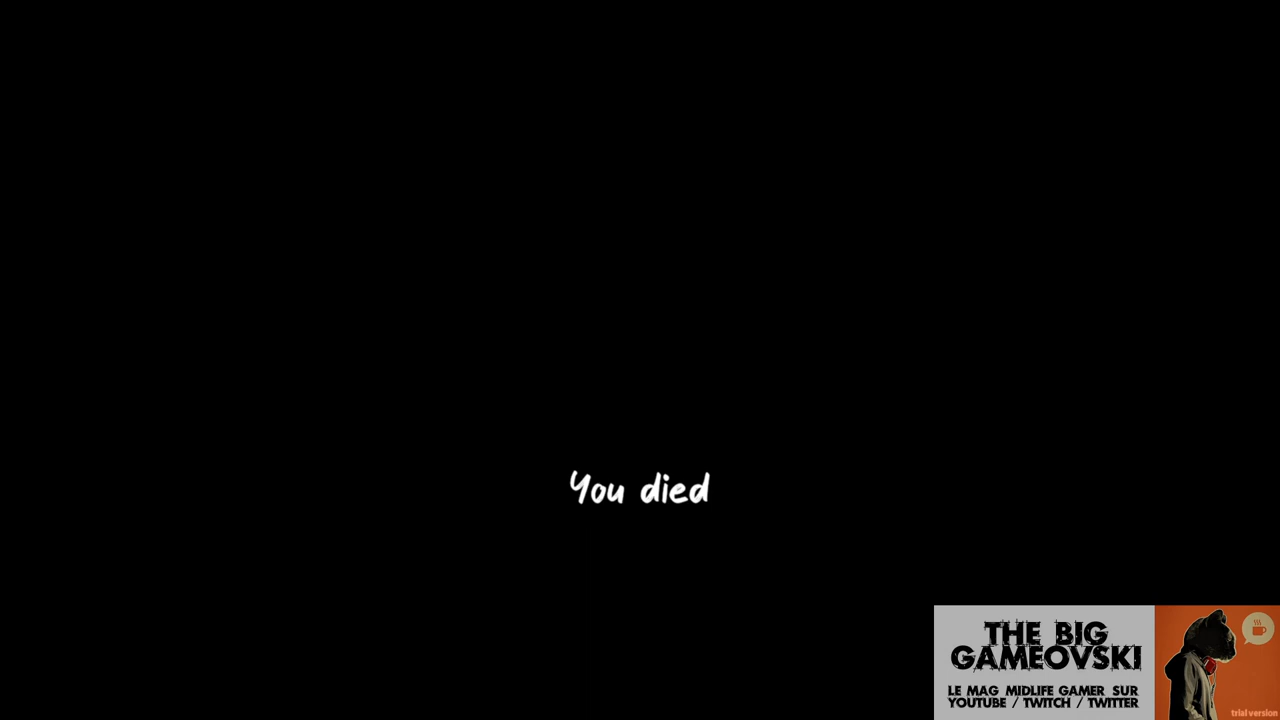 You died
THE BIG
GAMEOVSKI
LE MAG MIDLIFE GAMER SUR
YOUTUBE / TWITCH / TWITTER
trial version